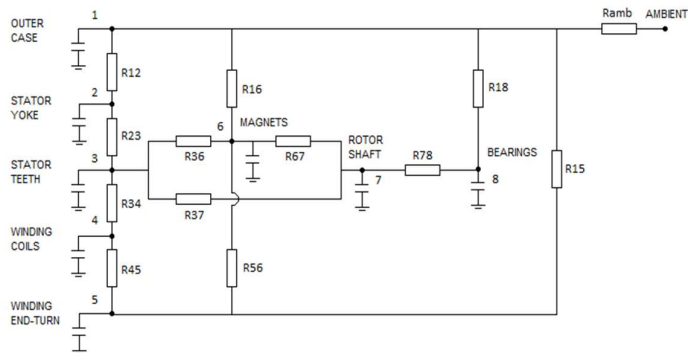 OUTER
CASE
1
Ramb
AMBIENT
R12
R16
R18
STATOR
YOKE
2
R23
6
MAGNETS
R36
R67
ROTOR
SHAFT
R78
BEARINGS
R15
STATOR
TEETH
3
7
8
R34
R37
4
WINDING
COILS
R45
R56
5
WINDING
END-TURN